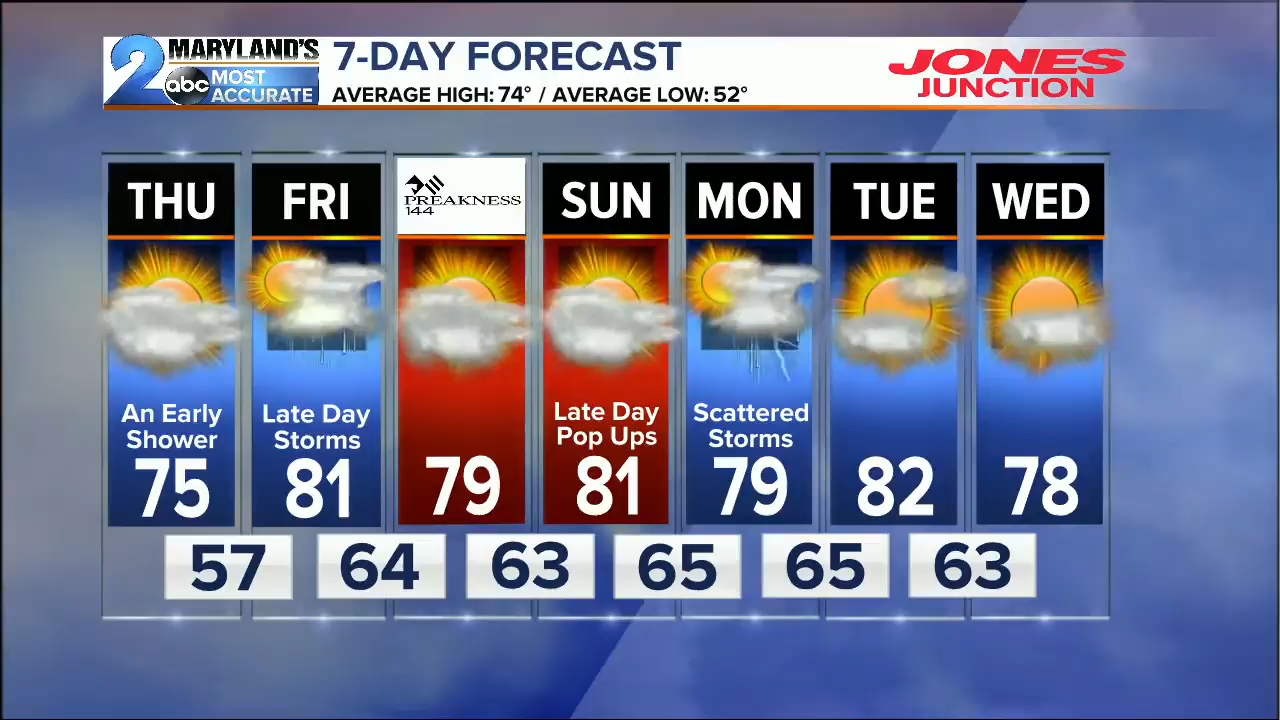 2
abc
MARYLAND'S
MOST
ACCURATE
7-DAY FORECAST
AVERAGE HIGH: 74° / AVERAGE LOW: 52°
JONES
JUNCTION
THU
FRI
PREAKNESS
144
SUN
MON
TUE
WED
An Early
Shower
Late Day
Storms
Late Day
Pop Ups
Scattered
Storms
75
81
79
81
79
82
78
57
64
63
65
65
63